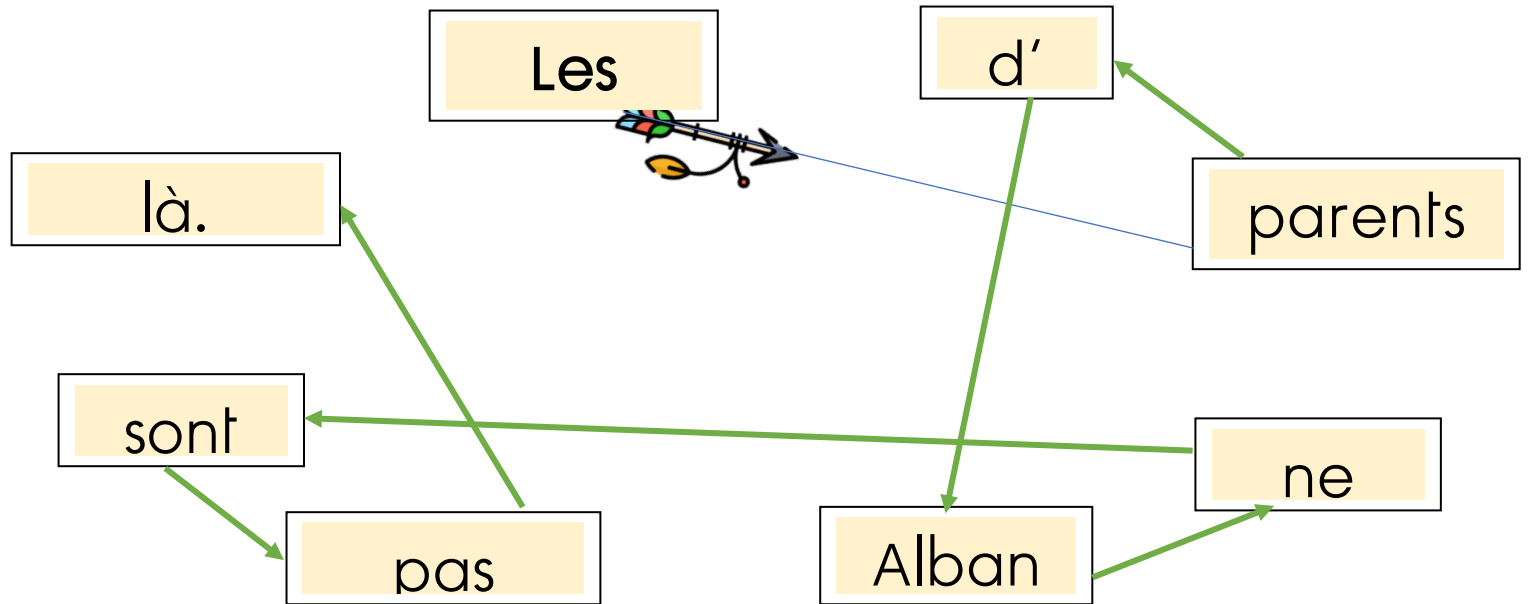 Les
d'
parents
là.
sont
ne
pas
Alban